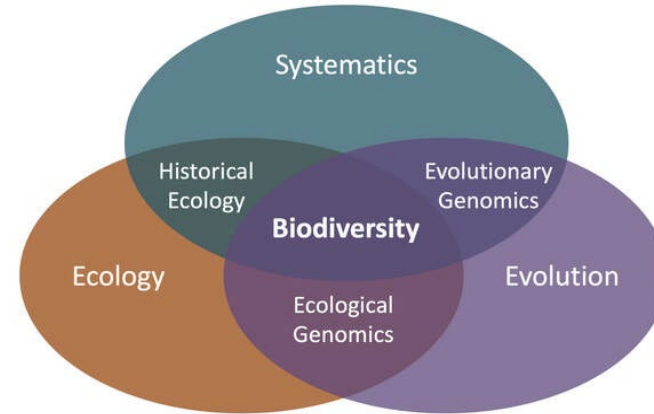 Systematics
Historical
Ecology
Evolutionary
Genomics
Biodiversity
Ecology
Evolution
Ecological
Genomics